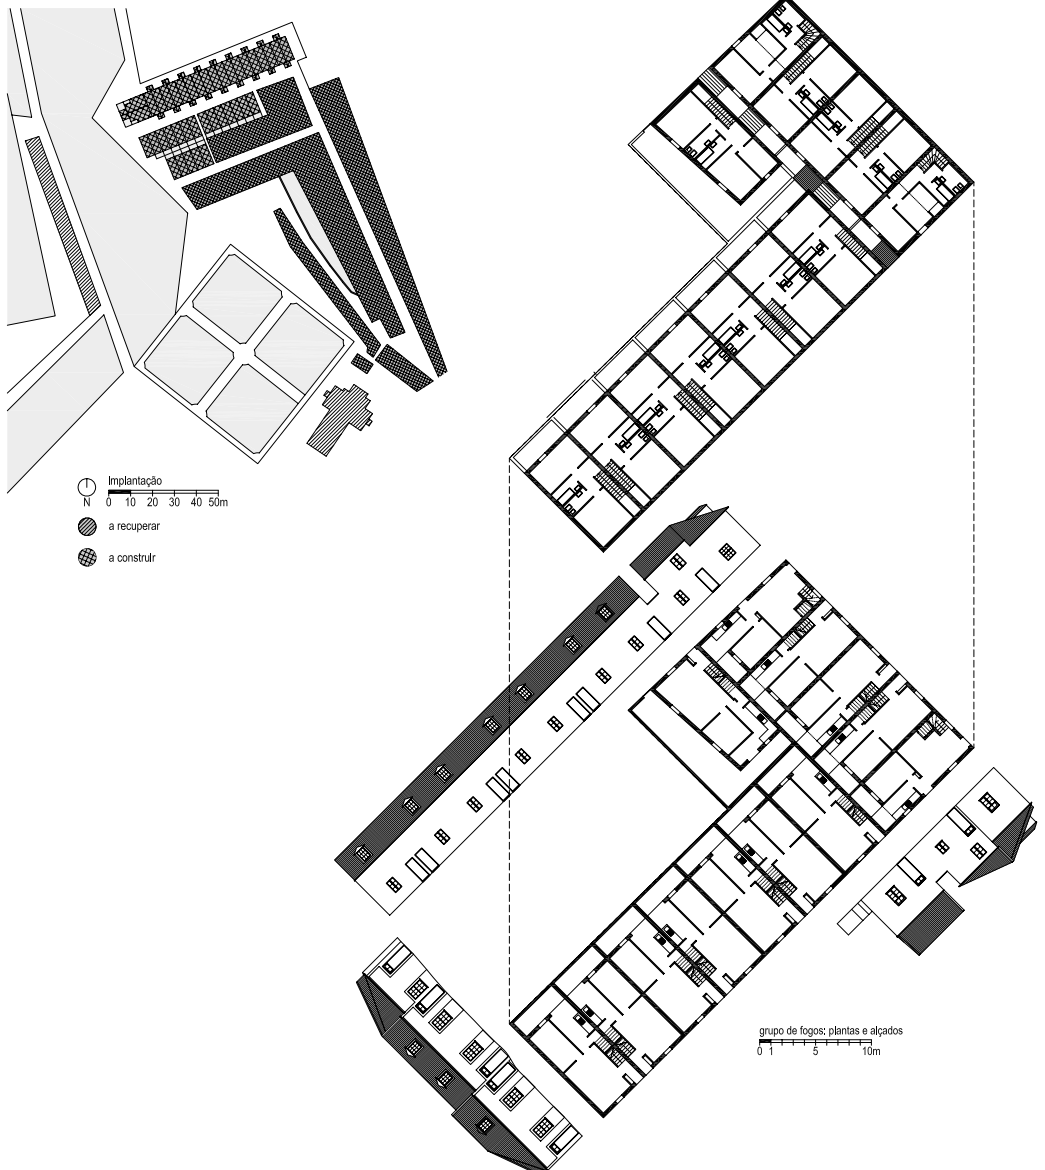 Implantação
N
0 10 20 30 40 50m
a recuperar
a construir
grupo de fogos: plantas e alçados
0 1 5 10m